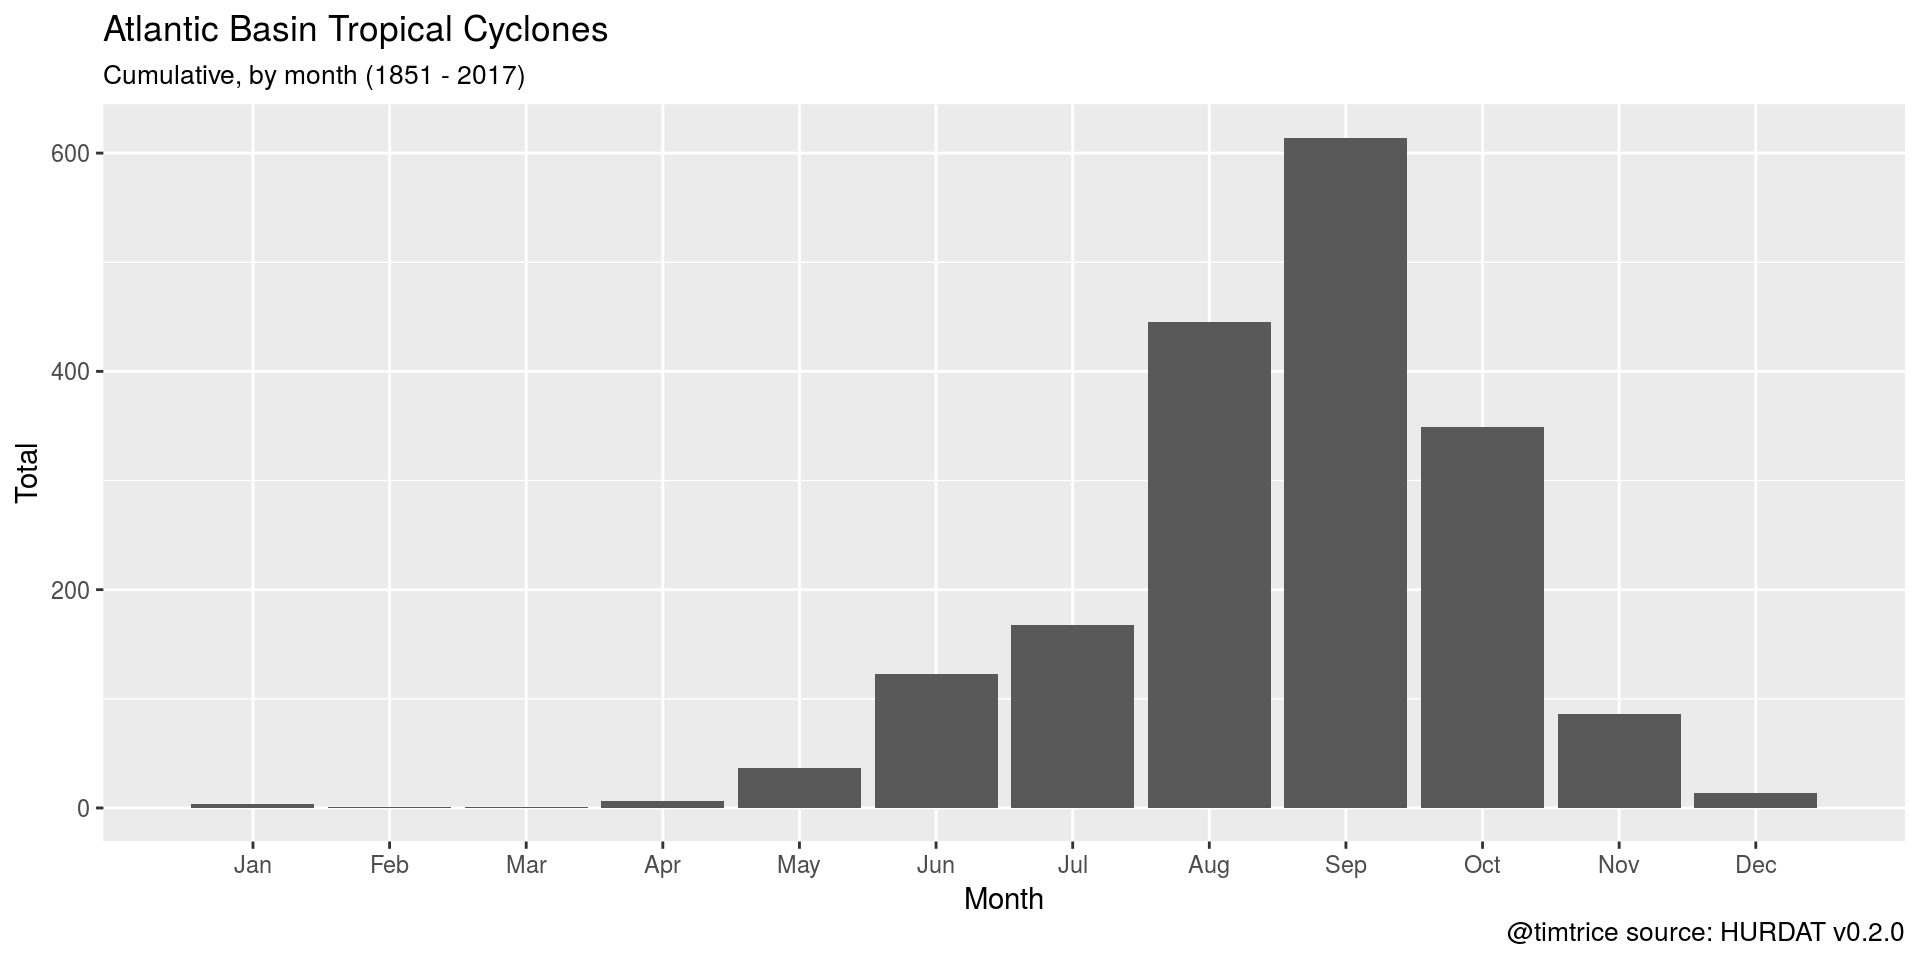 Atlantic Basin Tropical Cyclones
Cumulative, by month (1851 - 2017)
Total
600
400
200
0
Jan Feb Mar Apr May Jun Jul Aug Sep Oct Nov Dec
Month
@timtrice source: HURDAT v0.2.0